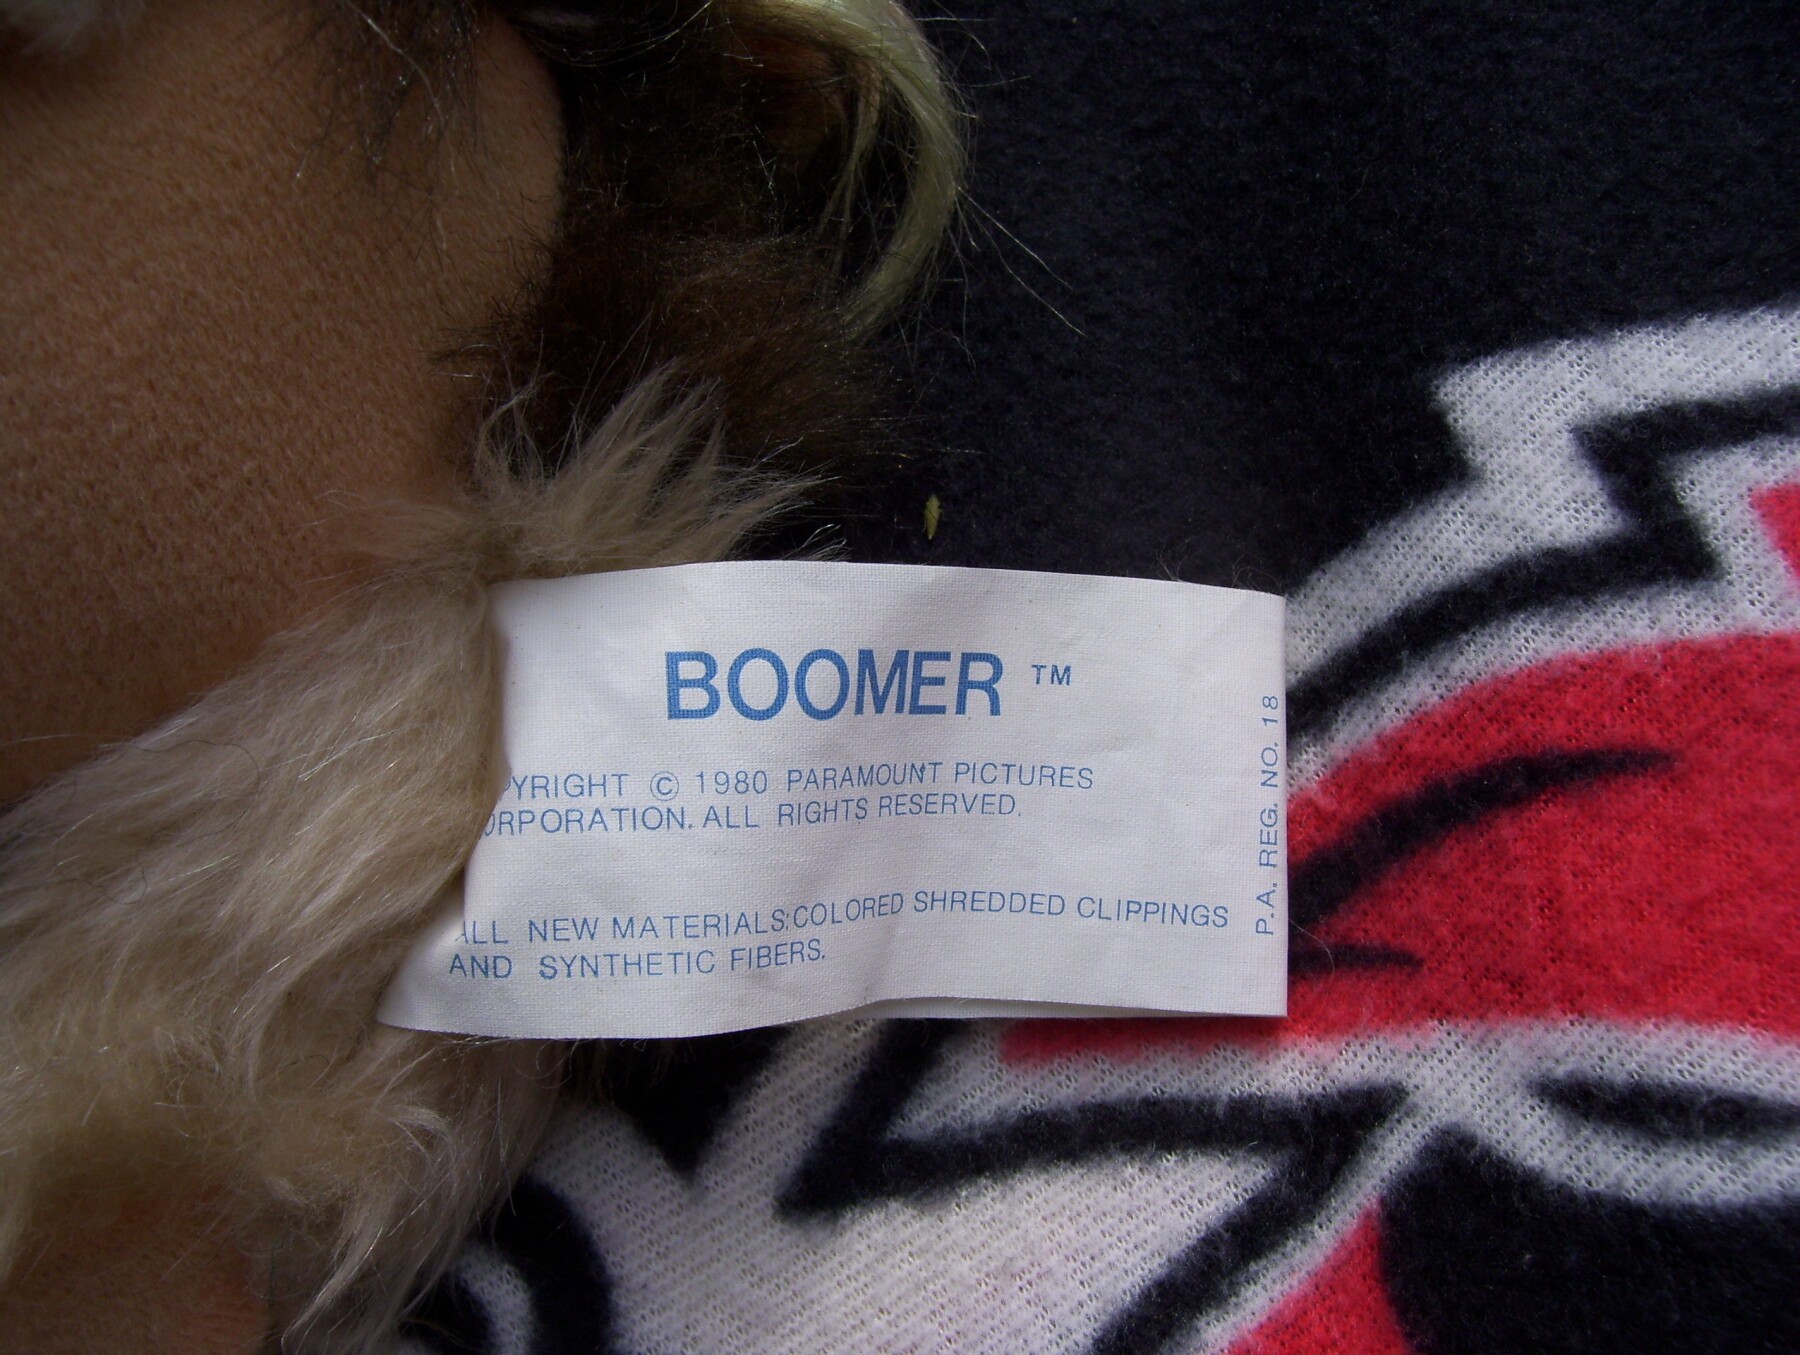 BOOMER ™
PYRIGHT © 1980 PARAMOUNT PICTURES
ORPORATION. ALL RIGHTS RESERVED.
ALL NEW MATERIALS: COLORED SHREDDED CLIPPINGS
AND SYNTHETIC FIBERS.
P.A. REG. NO. 18